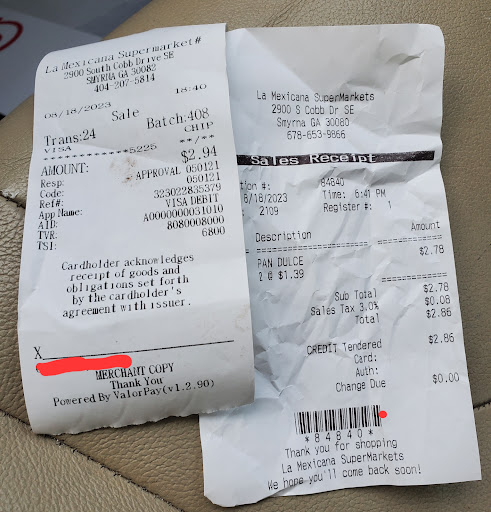 La Mexicana Supermarket#
2900 South Cobb Drive SE
SMYRNA GA 30082
404-207-5814
08/18/2023 18:40
Sale
Trans:24 Batch:408
VISA CHIP
************5225 **/**
AMOUNT: $2.94
Resp: APPROVAL 050121
Code: 050121
Ref#: 323022835379
App Name: VISA DEBIT
AID: A0000000031010
TVR: 8080008000
TSI: 6800
Cardholder acknowledges
receipt of goods and
obligations set forth
by the cardholder's
agreement with issuer.
X
MERCHANT COPY
Thank You
Powered By ValorPay(v1.2.90)
La Mexicana SuperMarkets
2900 S Cobb Dr SE
Smyrna GA 30080
678-653-9866
Sales Receipt
tion #: 84840
8/18/2023 Time: 6:41 PM
2109 Register #: 1
Description Amount
PAN DULCE $2.78
2 @ $1.39
Sub Total $2.78
Sales Tax 3.0% $0.08
Total $2.86
CREDIT Tendered $2.86
Card:
Auth:
Change Due $0.00
*84840*
Thank you for shopping
La Mexicana SuperMarkets
We hope you'll come back soon!